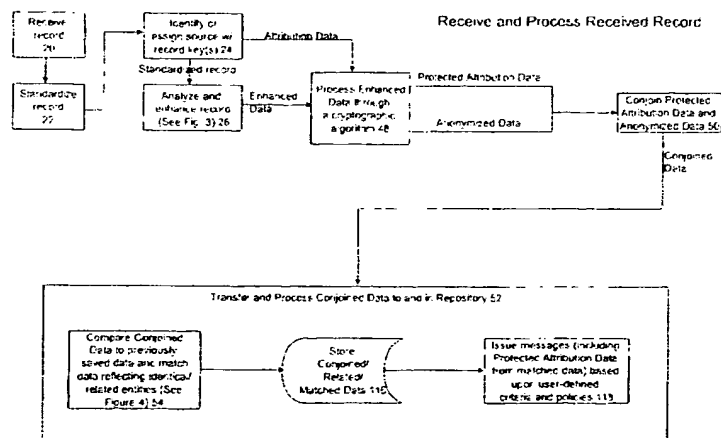 Receive and Process Received Record
Receive
record
20
Standardize
record
22
Identify or
assign source w/
record key(s) 24
Attribution Data
Standardized record
Analyze and
enhance record
(See Fig. 3) 26
Enhanced
Data
Process Enhanced
Data through
a cryptographic
algorithm 48
Protected Attribution Data
Anonymized Data
Conjoin Protected
Attribution Data and
Anonymized Data 50
Conjoined
Data
Transfer and Process Conjoined Data to and in Repository 52
Compare Conjoined
Data to previously
saved data and match
data reflecting identical/
related entities (See
Figure 4) 54
Store
Conjoined/
Related/
Matched Data 116
Issue messages (including
Protected Attribution Data
from matched data) based
upon user-defined
criteria and policies 118